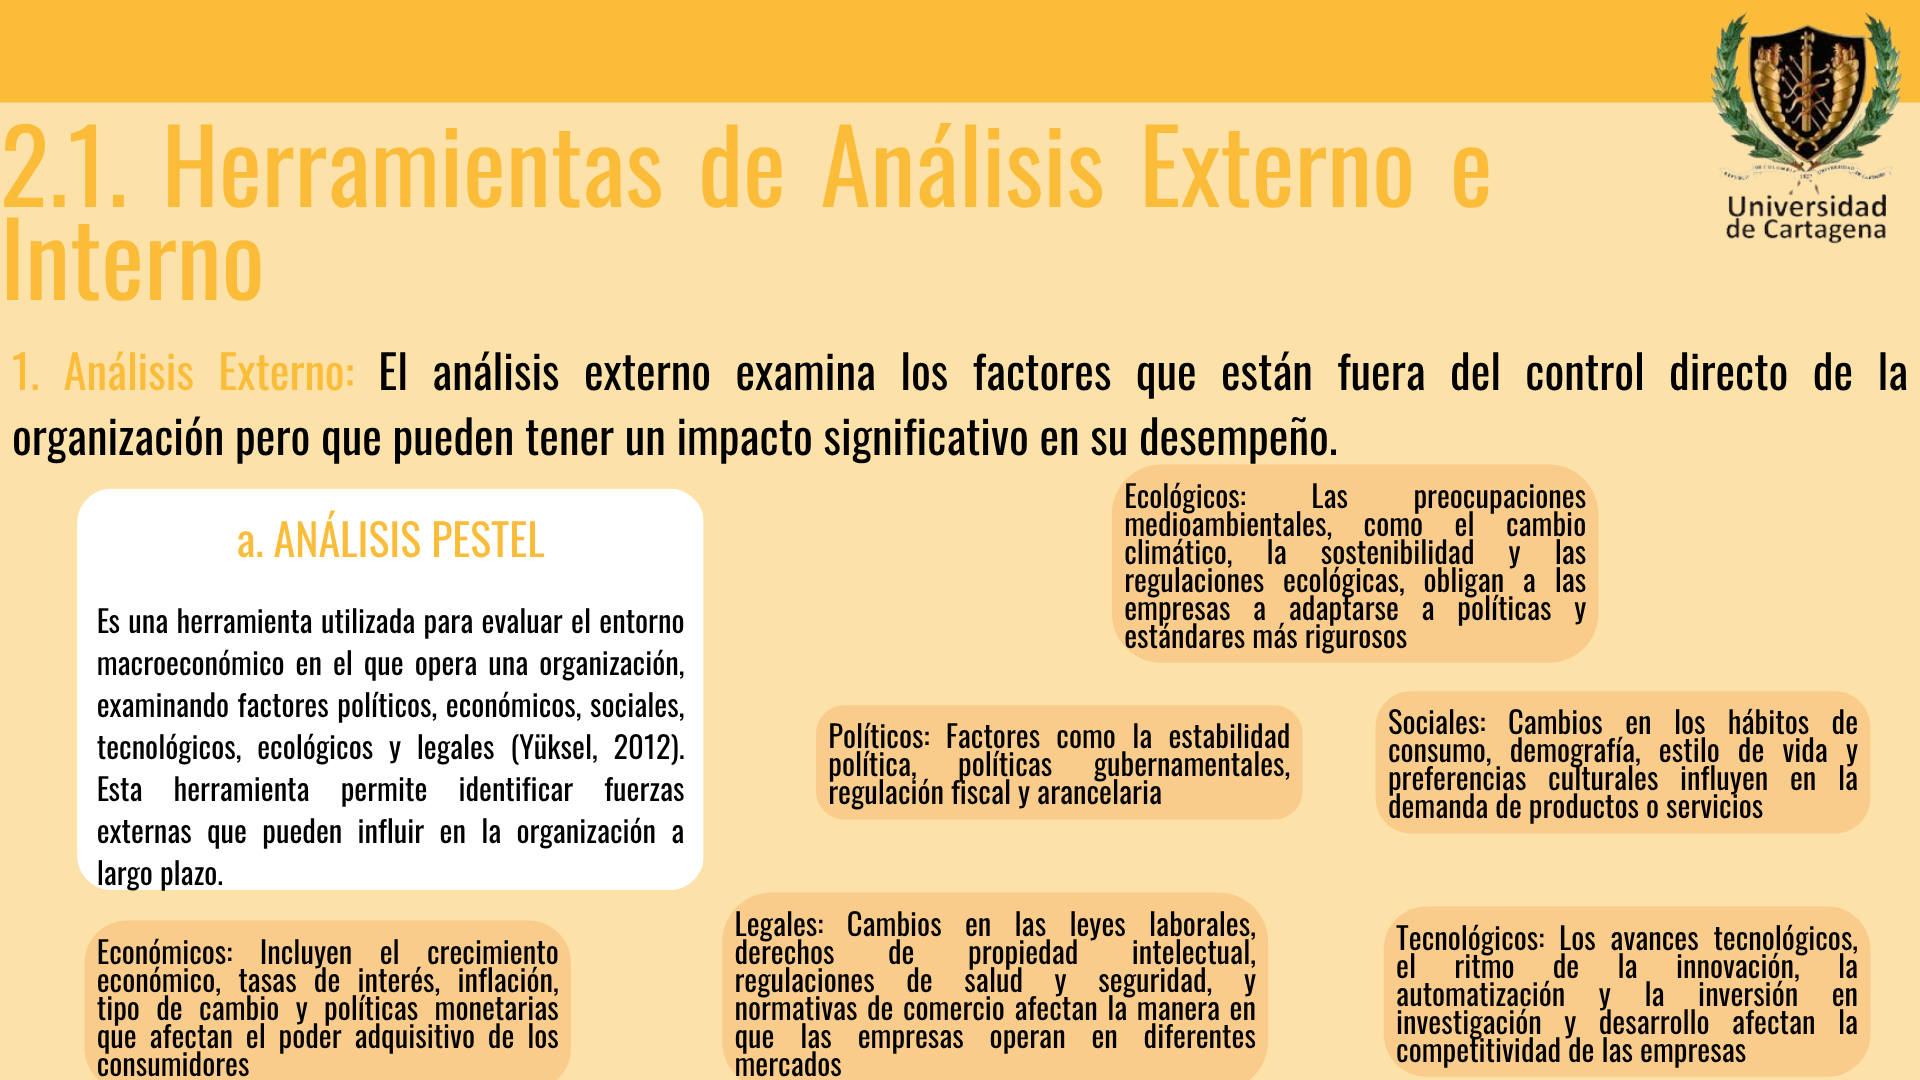 Universidad
de Cartagena
2.1. Herramientas de Análisis Externo e
Interno
1. Análisis Externo: El análisis externo examina los factores que están fuera del control directo de la
organización pero que pueden tener un impacto significativo en su desempeño.
a. ANÁLISIS PESTEL
Es una herramienta utilizada para evaluar el entorno
macroeconómico en el que opera una organización,
examinando factores políticos, económicos, sociales,
tecnológicos, ecológicos y legales (Yüksel, 2012).
Esta herramienta permite identificar fuerzas
externas que pueden influir en la organización a
largo plazo.
Ecológicos: Las preocupaciones
medioambientales, como el cambio
climático, la sostenibilidad y las
regulaciones ecológicas, obligan a las
empresas a adaptarse a políticas y
estándares más rigurosos
Políticos: Factores como la estabilidad
política, políticas gubernamentales,
regulación fiscal y arancelaria
Sociales: Cambios en los hábitos de
consumo, demografía, estilo de vida y
preferencias culturales influyen en la
demanda de productos o servicios
Económicos: Incluyen el crecimiento
económico, tasas de interés, inflación,
tipo de cambio y políticas monetarias
que afectan el poder adquisitivo de los
consumidores
Legales: Cambios en las leyes laborales,
derechos de propiedad intelectual,
regulaciones de salud y seguridad, y
normativas de comercio afectan la manera en
que las empresas operan en diferentes
mercados
Tecnológicos: Los avances tecnológicos,
el ritmo de la innovación, la
automatización y la inversión en
investigación y desarrollo afectan la
competitividad de las empresas